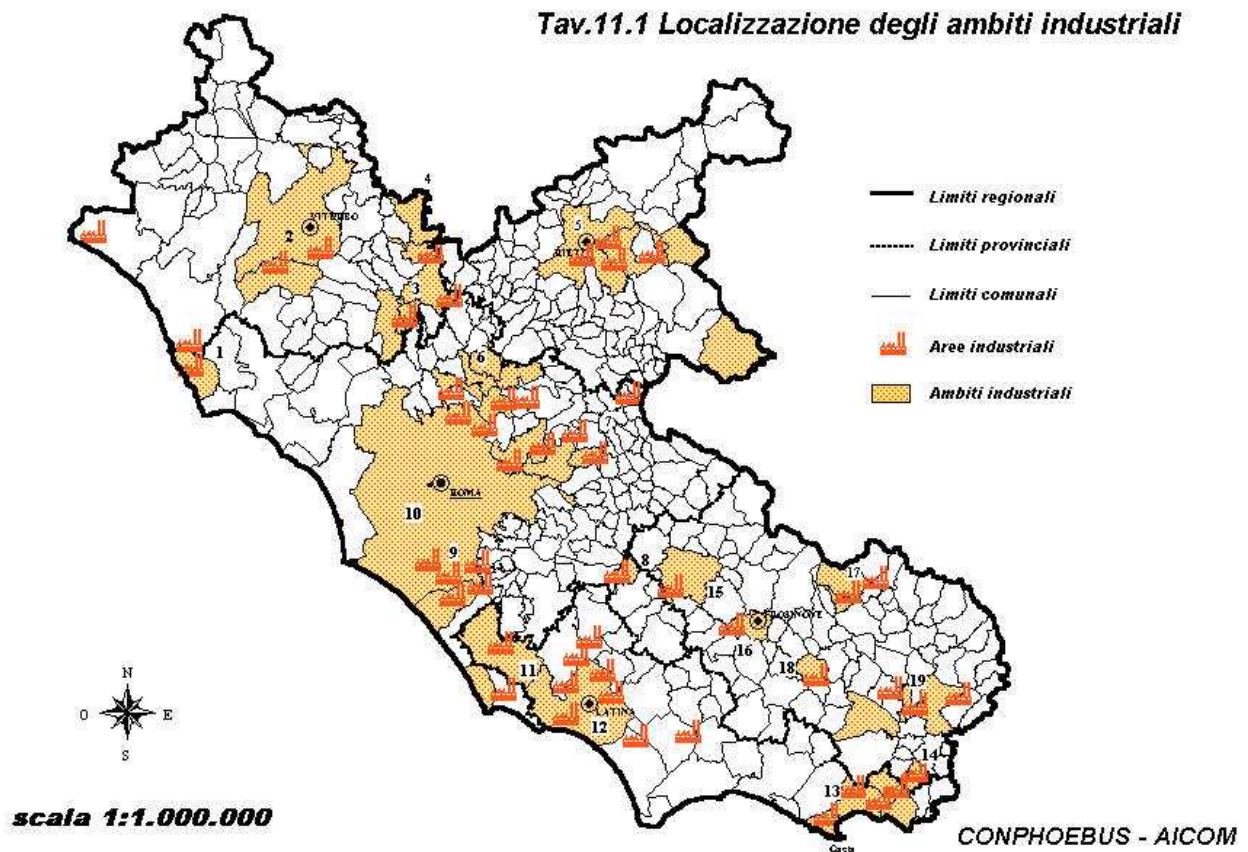 Tav.11.1 Localizzazione degli ambiti industriali
4
VITERBO
2
5
3
1
6
ROMA
10
9
8
15
17
FROSINONE
16
18
11
19
LATINA
12
14
13
Gaeta
Limiti regionali
Limiti provinciali
Limiti comunali
Aree industriali
Ambiti industriali
N
O E
S
scala 1:1.000.000
CONPHOEBUS - AICOM